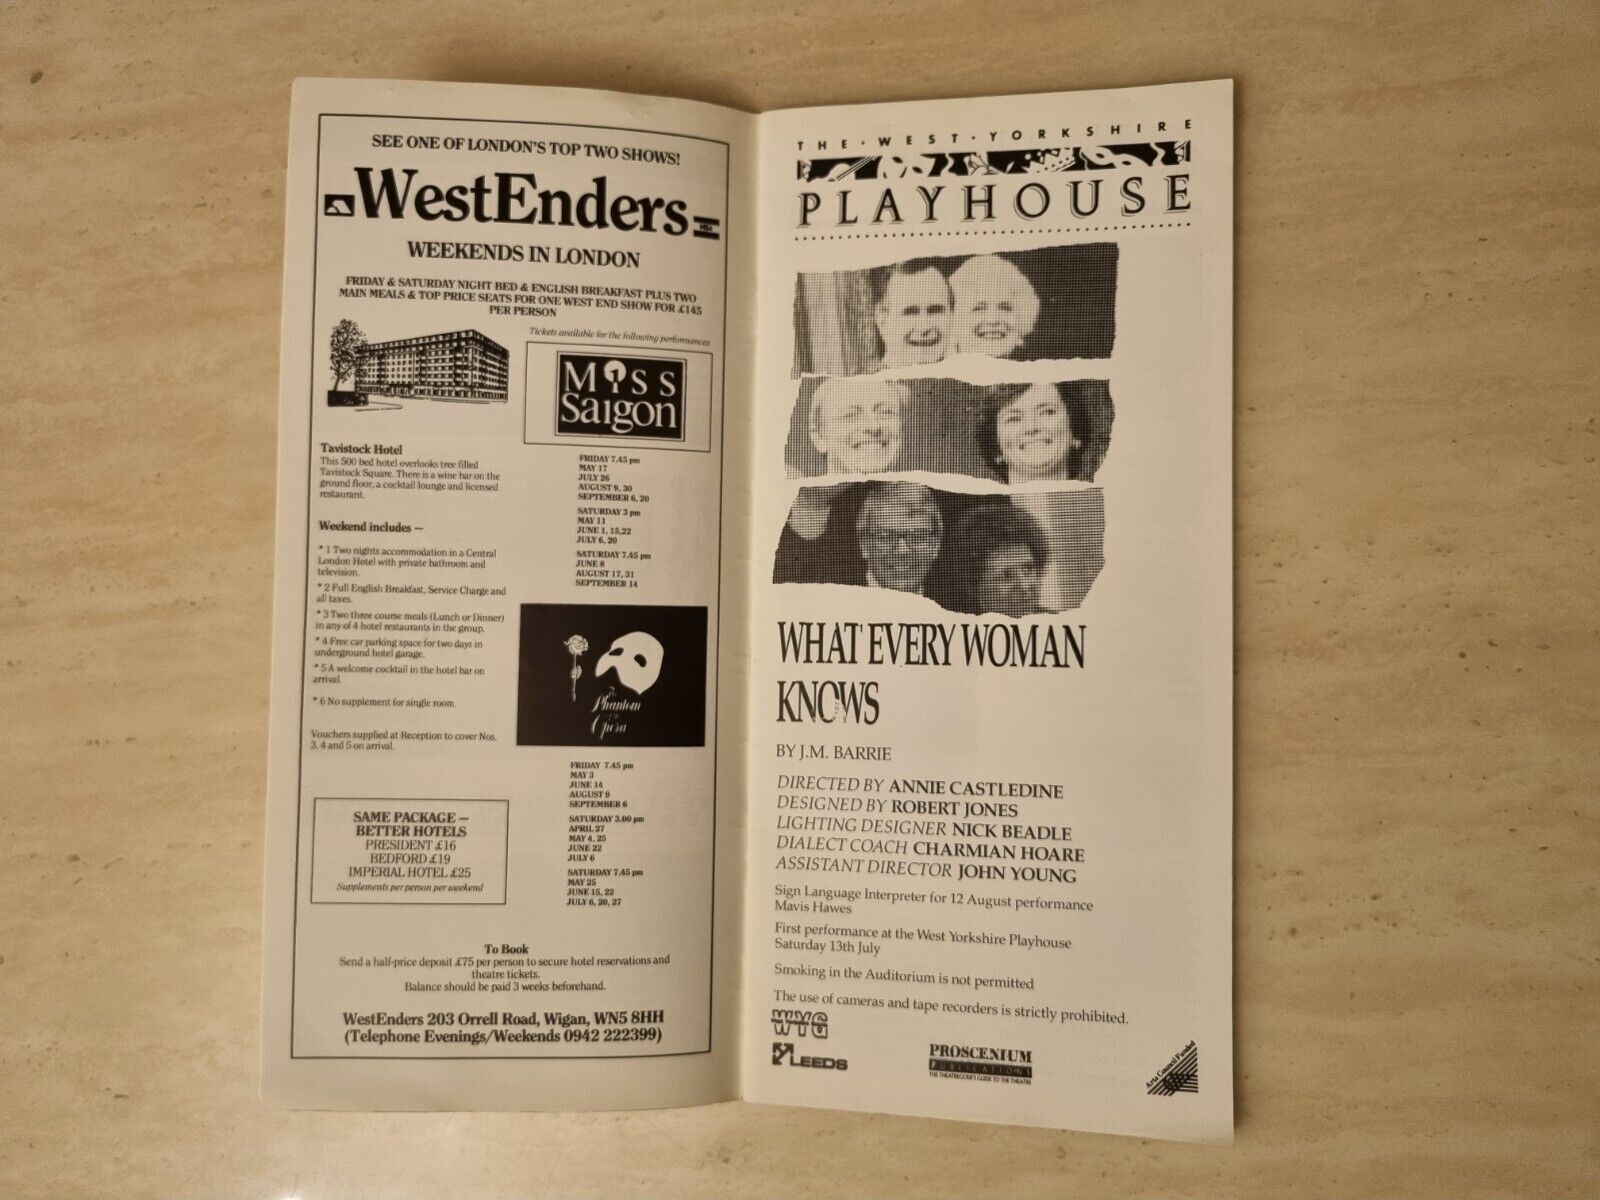 SEE ONE OF LONDON'S TOP TWO SHOWS!
WestEnders
WEEKENDS IN LONDON
FRIDAY & SATURDAY NIGHT BED & ENGLISH BREAKFAST PLUS TWO
MAIN MEALS & TOP PRICE SEATS FOR ONE WEST END SHOW FOR £145
PER PERSON
Tickets available for the following performances
Miss
Saigon
Tavistock Hotel
This 500 bed hotel overlooks tree filled
Tavistock Square. There is a wine bar on the
ground floor, a cocktail lounge and licensed
restaurant.
Weekend includes —
* 1 Two nights accommodation in a Central
London Hotel with private bathroom and
television.
* 2 Full English Breakfast, Service Charge and
all taxes.
* 3 Two three course meals (Lunch or Dinner)
in any of 4 hotel restaurants in the group.
* 4 Free car parking space for two days in
underground hotel garage.
* 5 A welcome cocktail in the hotel bar on
arrival.
* 6 No supplement for single room.
Vouchers supplied at Reception to cover Nos.
3, 4 and 5 on arrival.
SAME PACKAGE —
BETTER HOTELS
PRESIDENT £16
BEDFORD £19
IMPERIAL HOTEL £25
Supplements per person per weekend
FRIDAY 7.45 pm
MAY 17
JULY 26
AUGUST 9, 30
SEPTEMBER 6, 20
SATURDAY 3 pm
MAY 11
JUNE 1, 15,22
JULY 6, 20
SATURDAY 7.45 pm
JUNE 8
AUGUST 17, 31
SEPTEMBER 14
The
Phantom
of the
Opera
FRIDAY 7.45 pm
MAY 3
JUNE 14
AUGUST 9
SEPTEMBER 6
SATURDAY 3.00 pm
APRIL 27
MAY 4, 25
JUNE 22
JULY 6
SATURDAY 7.45 pm
MAY 25
JUNE 15, 22
JULY 6, 20, 27
To Book
Send a half-price deposit £75 per person to secure hotel reservations and
theatre tickets.
Balance should be paid 3 weeks beforehand.
WestEnders 203 Orrell Road, Wigan, WN5 8HH
(Telephone Evenings/Weekends 0942 222399)
THE·WEST·YORKSHIRE
PLAYHOUSE
WHAT EVERY WOMAN
KNOWS
BY J.M. BARRIE
DIRECTED BY ANNIE CASTLEDINE
DESIGNED BY ROBERT JONES
LIGHTING DESIGNER NICK BEADLE
DIALECT COACH CHARMIAN HOARE
ASSISTANT DIRECTOR JOHN YOUNG
Sign Language Interpreter for 12 August performance
Mavis Hawes
First performance at the West Yorkshire Playhouse
Saturday 13th July
Smoking in the Auditorium is not permitted
The use of cameras and tape recorders is strictly prohibited.
WYG
LEEDS
PROSCENIUM
PUBLICATIONS
THE THEATREGOER'S GUIDE TO THE THEATRE
Arts Council Funded